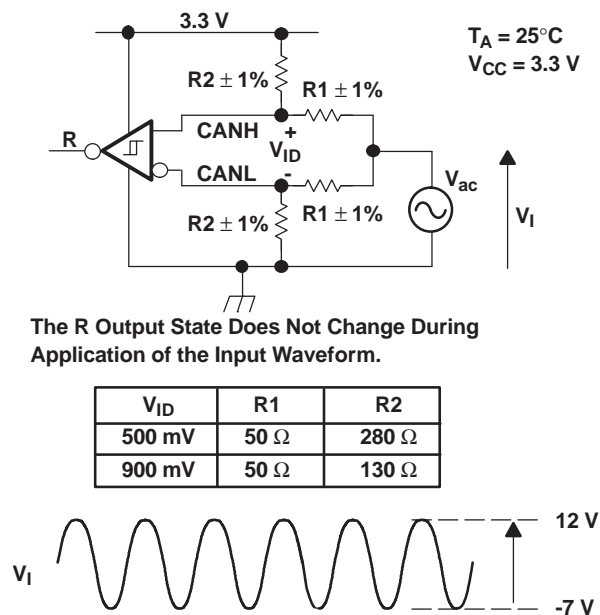 3.3 V
T_A = 25°C
V_CC = 3.3 V
R2 ± 1%
R1 ± 1%
R
CANH
+
V_ID
CANL
-
V_ac
V_I
R2 ± 1%
R1 ± 1%
The R Output State Does Not Change During
Application of the Input Waveform.
V_ID R1 R2
500 mV 50 Ω 280 Ω
900 mV 50 Ω 130 Ω
12 V
V_I
-7 V